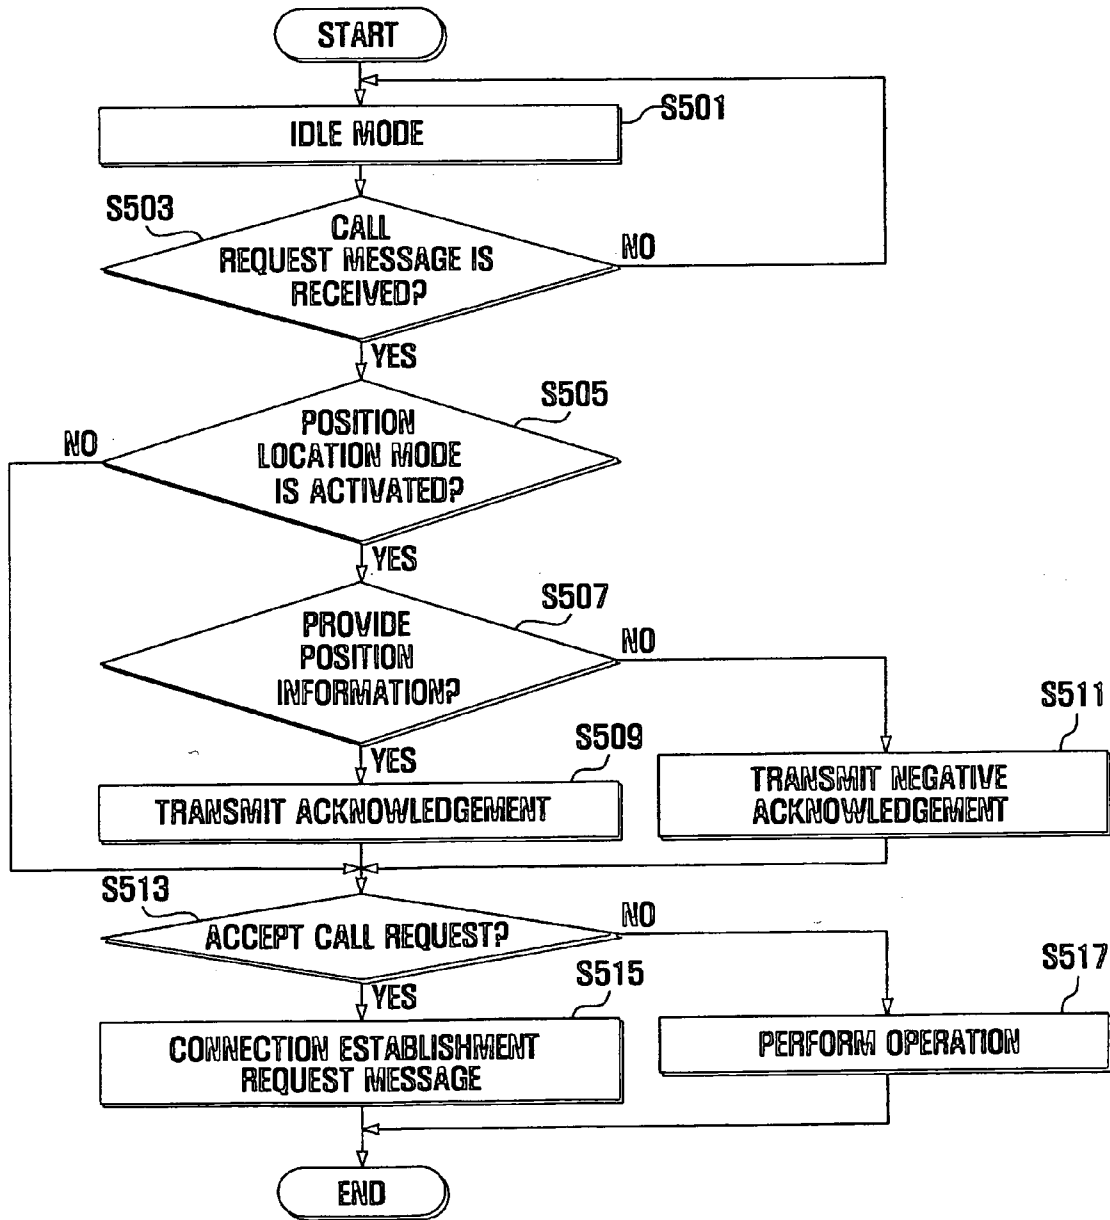 START
IDLE MODE
S501
S503
CALL
REQUEST MESSAGE IS
RECEIVED?
NO
YES
S505
POSITION
LOCATION MODE
IS ACTIVATED?
NO
YES
S507
PROVIDE
POSITION
INFORMATION?
NO
YES
S509
TRANSMIT ACKNOWLEDGEMENT
S511
TRANSMIT NEGATIVE
ACKNOWLEDGEMENT
S513
ACCEPT CALL REQUEST?
NO
YES
S515
CONNECTION ESTABLISHMENT
REQUEST MESSAGE
S517
PERFORM OPERATION
END